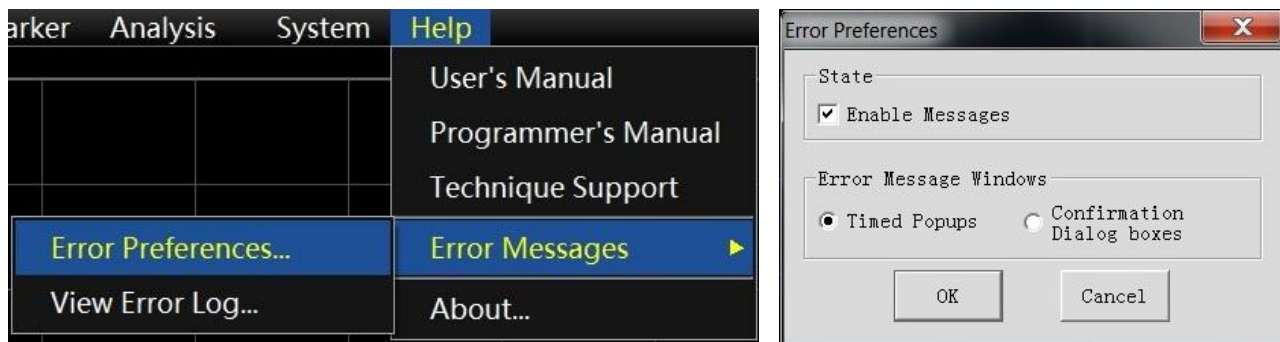 arker Analysis System Help
User's Manual
Programmer's Manual
Technique Support
Error Preferences... Error Messages
View Error Log... About...
Error Preferences
State
Enable Messages
Error Message Windows
Timed Popups
Confirmation
Dialog boxes
OK Cancel